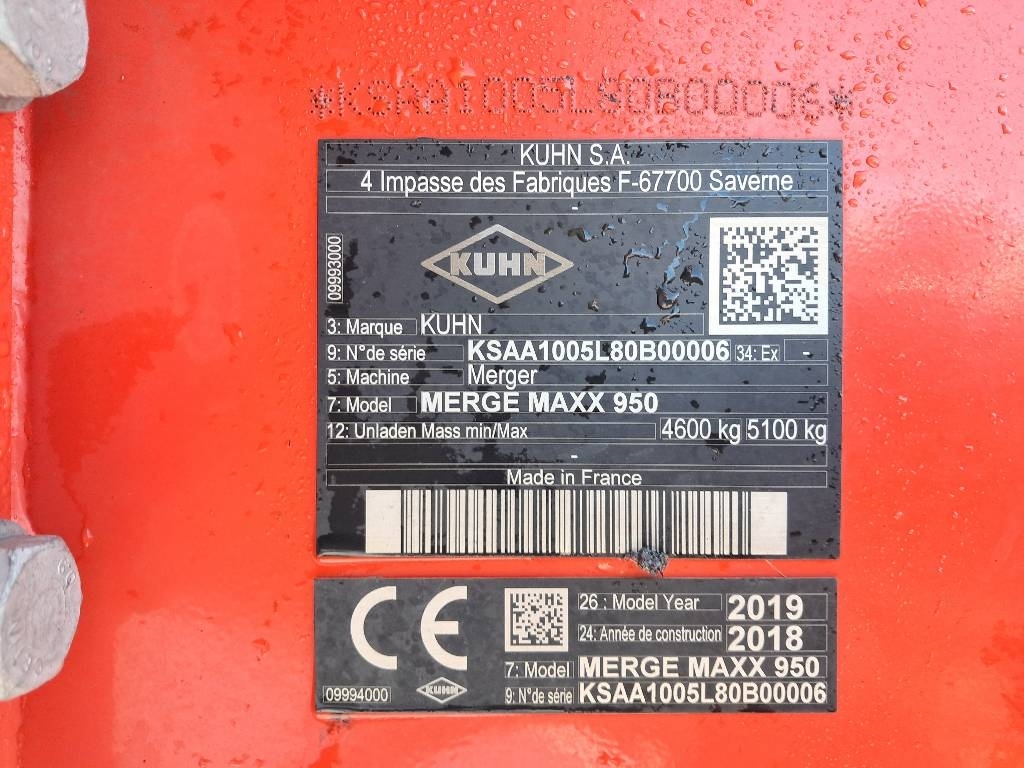 *KSAA1005L80B00006*
KUHN S.A.
4 Impasse des Fabriques F-67700 Saverne
-
09993000
KUHN
3: Marque KUHN
9: N°de série KSAA1005L80B00006 34: Ex -
5: Machine Merger
7: Model MERGE MAXX 950
12: Unladen Mass min/Max 4600 kg 5100 kg
-
Made in France
CE
26 : Model Year 2019
24: Année de construction 2018
7: Model MERGE MAXX 950
09994000 KUHN 9: N°de série KSAA1005L80B00006